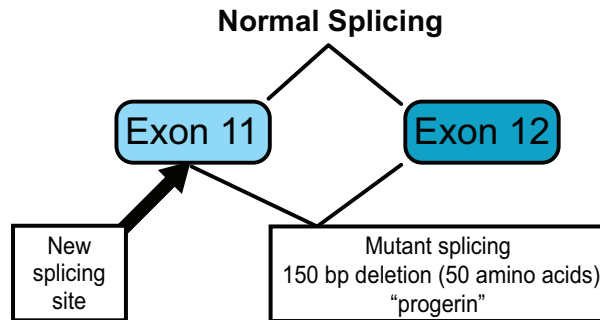 Normal Splicing
Exon 11
Exon 12
New
splicing
site
Mutant splicing
150 bp deletion (50 amino acids)
“progerin”